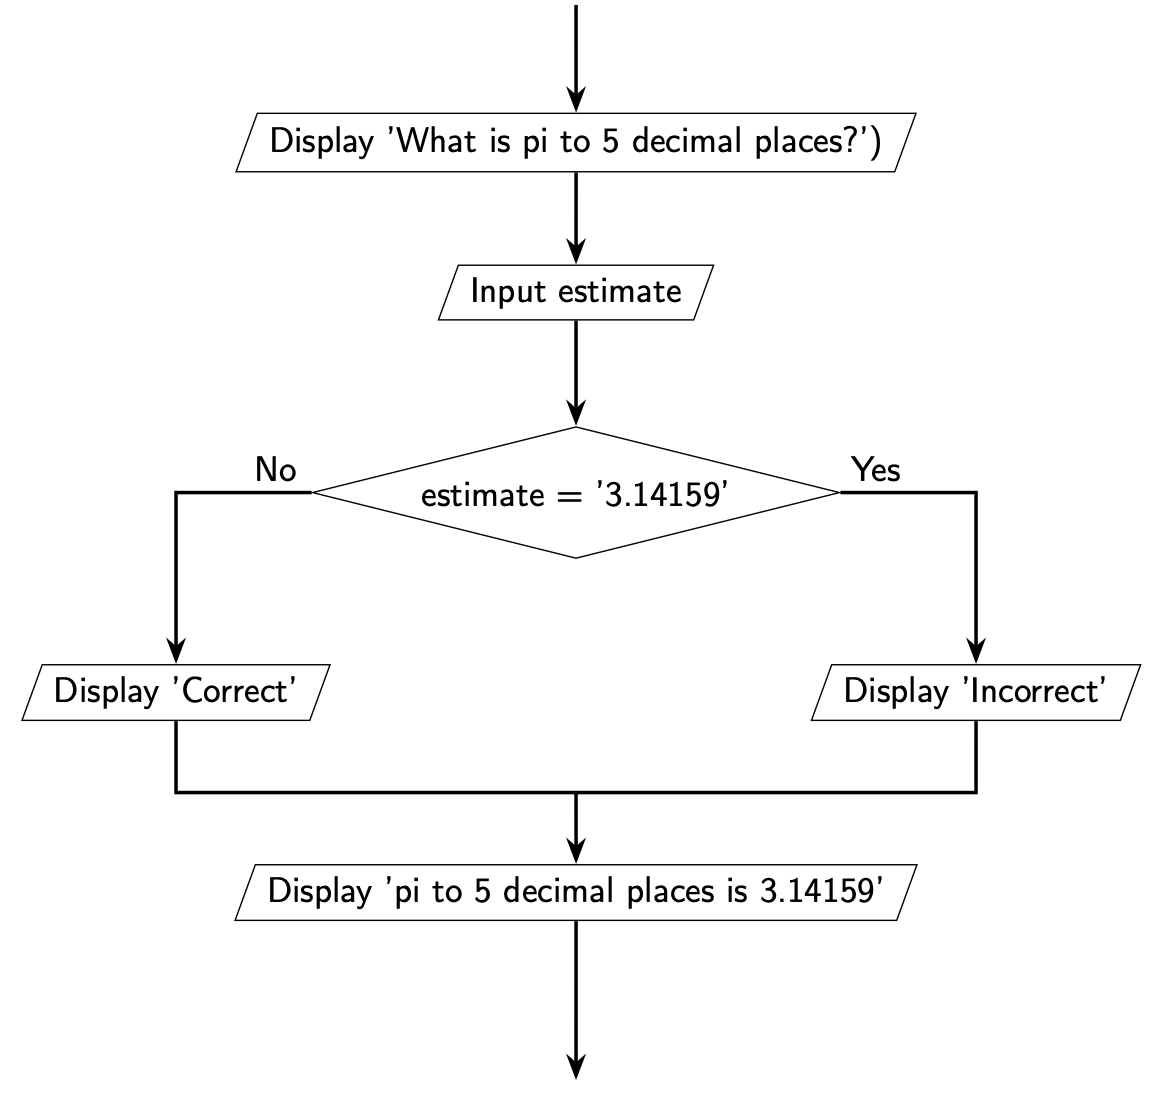 Display 'What is pi to 5 decimal places?')
Input estimate
No
Yes
estimate = '3.14159'
Display 'Correct'
Display 'Incorrect'
Display 'pi to 5 decimal places is 3.14159'